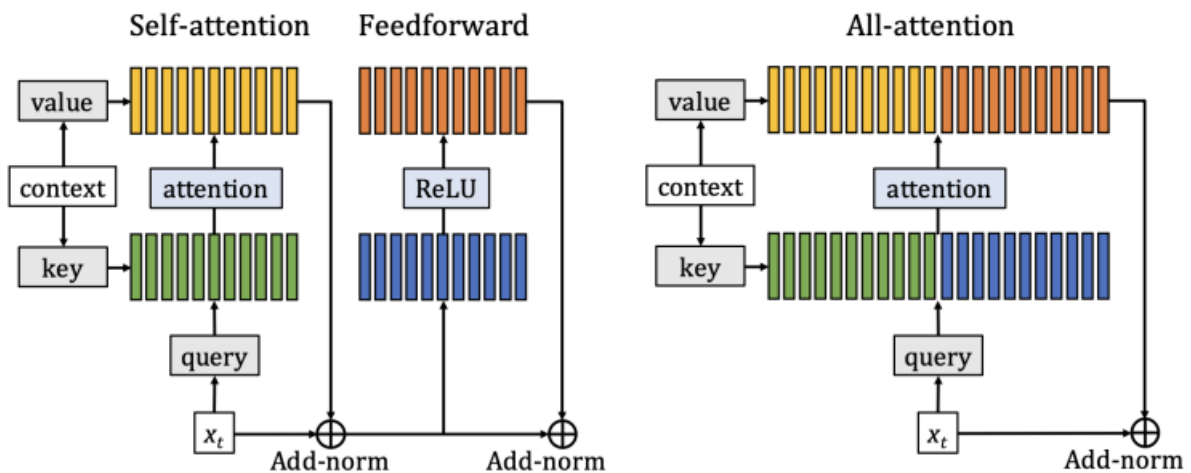 Self-attention
Feedforward
value
context
attention
ReLU
key
query
x_t
Add-norm
Add-norm
All-attention
value
context
attention
key
query
x_t
Add-norm